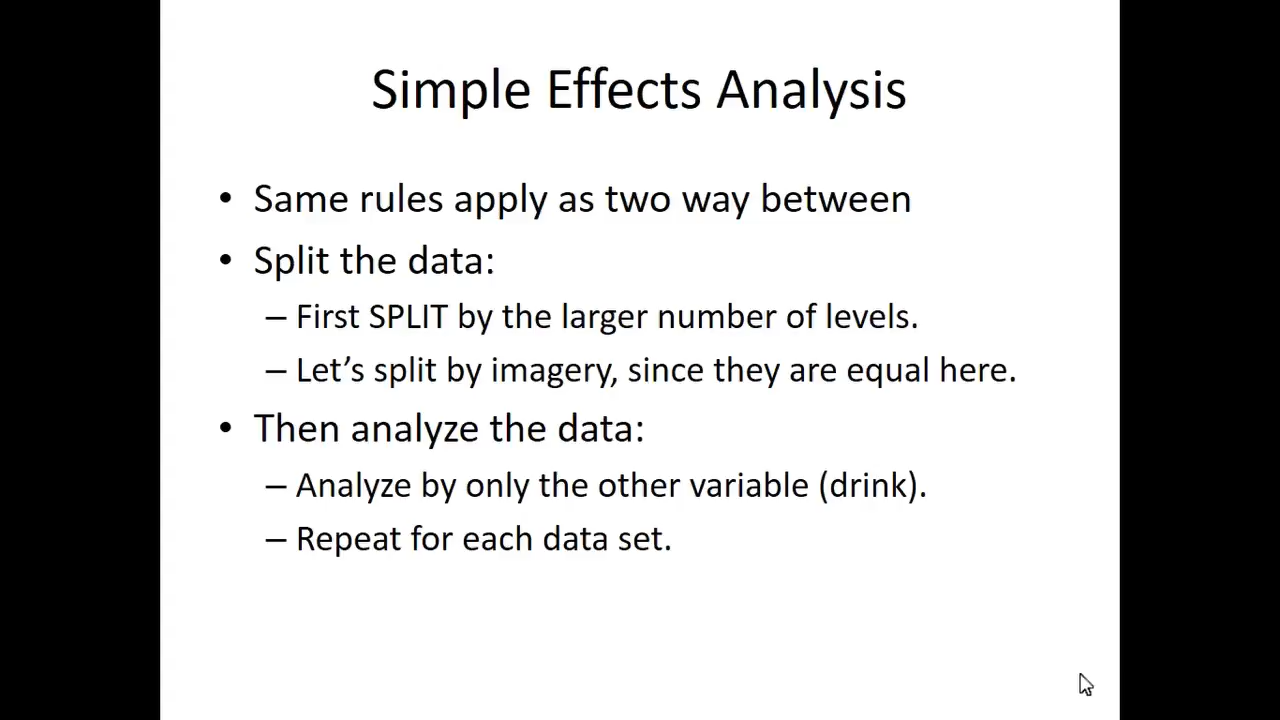 Simple Effects Analysis
• Same rules apply as two way between
• Split the data:
– First SPLIT by the larger number of levels.
– Let’s split by imagery, since they are equal here.
• Then analyze the data:
– Analyze by only the other variable (drink).
– Repeat for each data set.